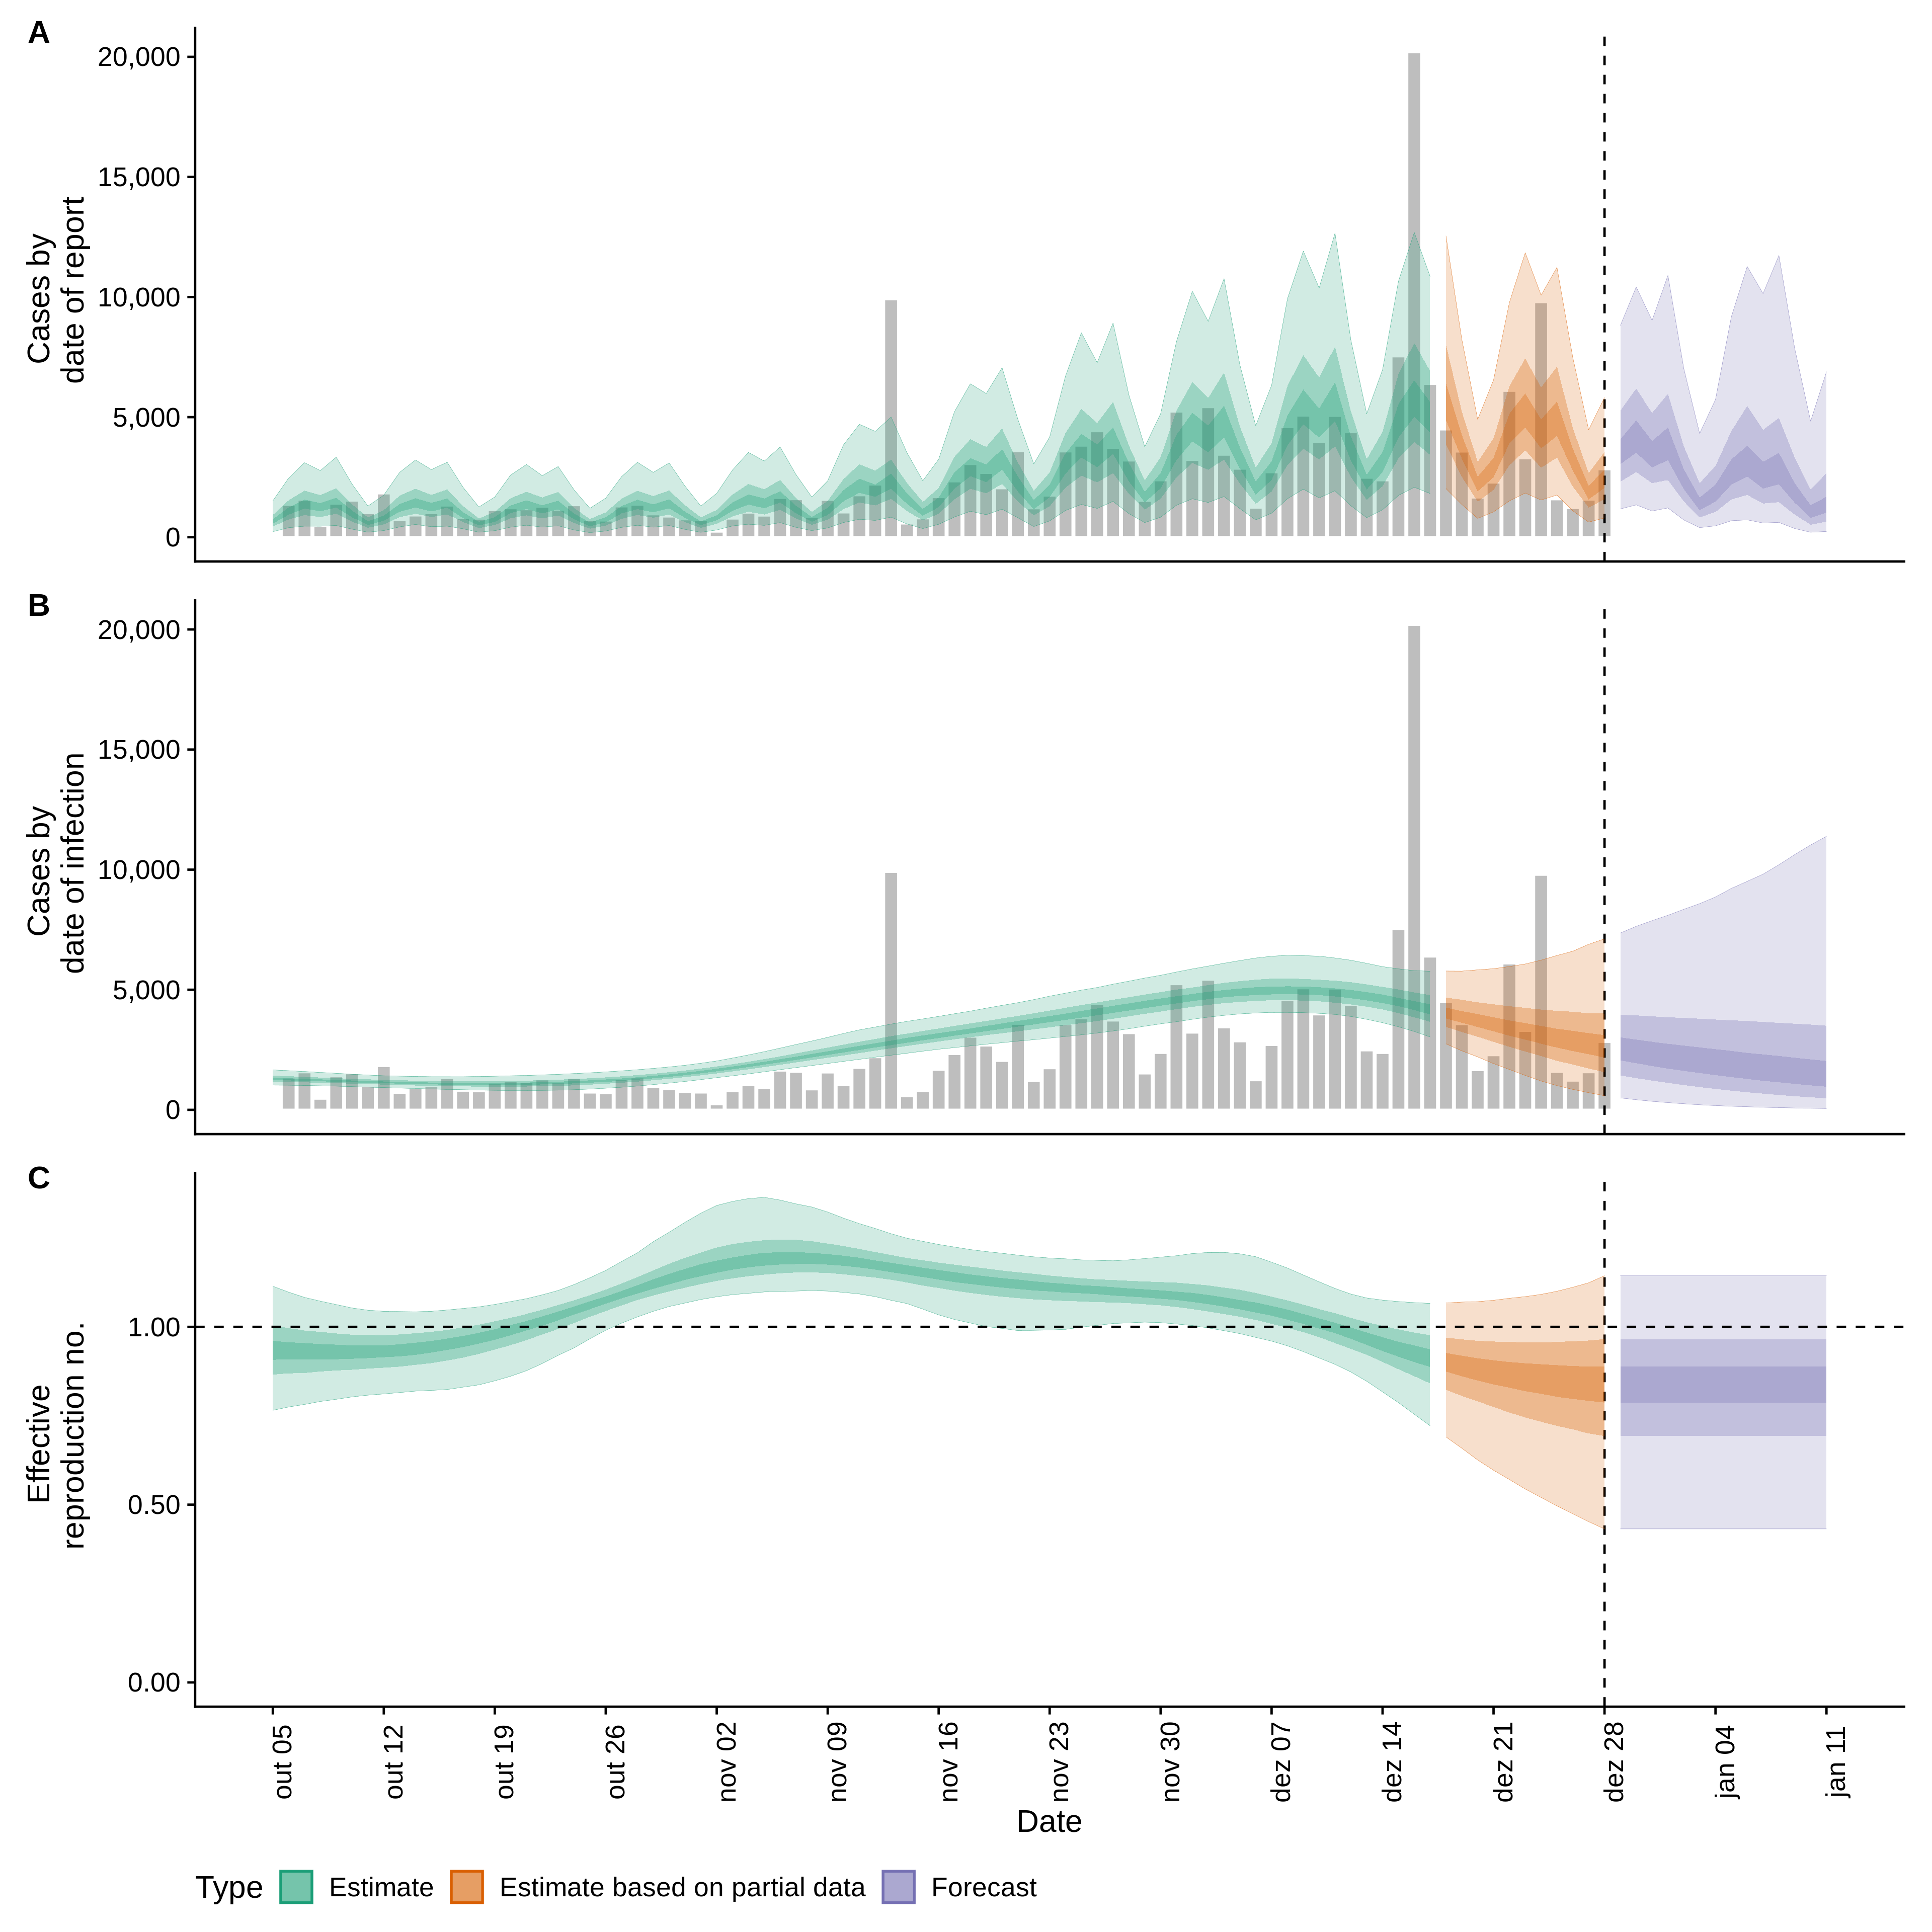 A
20,000
15,000
10,000
5,000
0
Cases by
date of report
B
20,000
15,000
10,000
5,000
0
Cases by
date of infection
C
1.00
0.50
0.00
Effective
reproduction no.
out 05
out 12
out 19
out 26
nov 02
nov 09
nov 16
nov 23
nov 30
dez 07
dez 14
dez 21
dez 28
jan 04
jan 11
Date
Type Estimate Estimate based on partial data Forecast